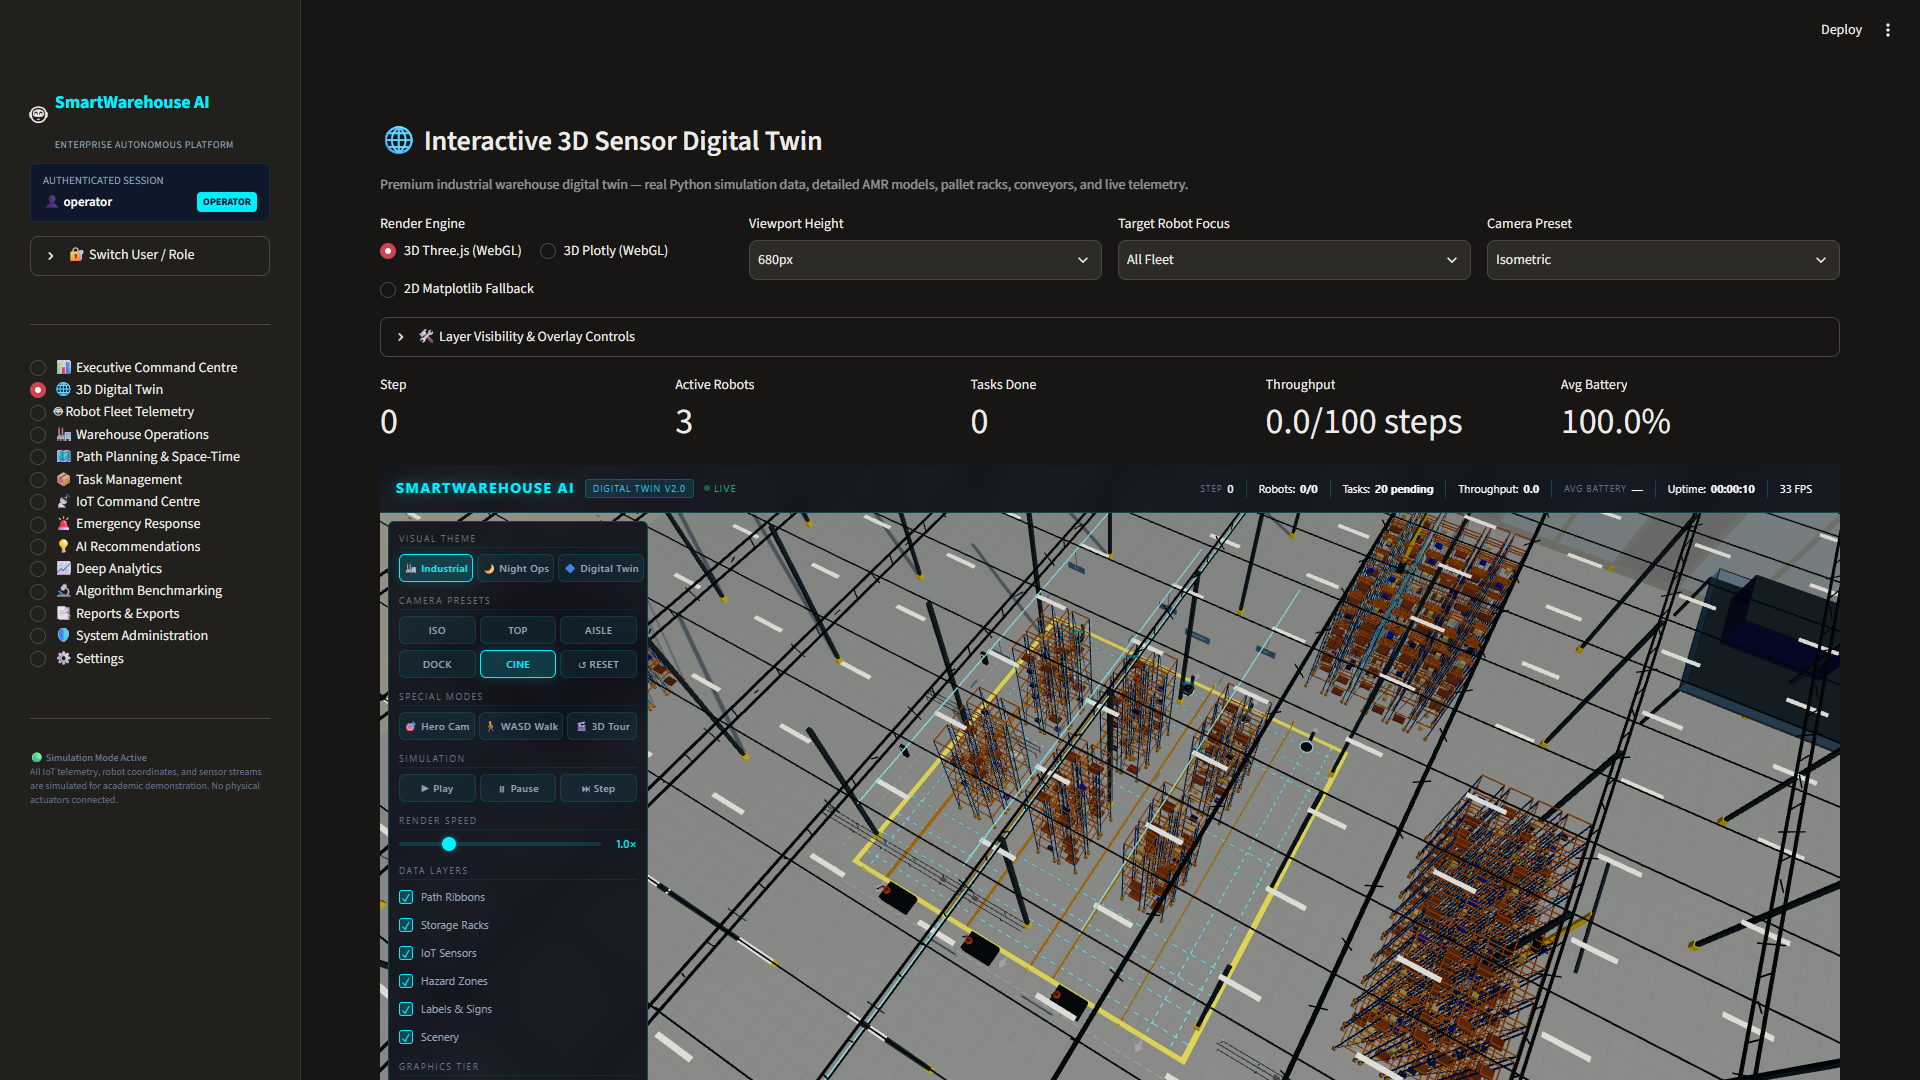 Deploy
SmartWarehouse AI
ENTERPRISE AUTONOMOUS PLATFORM
AUTHENTICATED SESSION
operator
OPERATOR
Switch User / Role
Executive Command Centre
3D Digital Twin
Robot Fleet Telemetry
Warehouse Operations
Path Planning & Space-Time
Task Management
IoT Command Centre
Emergency Response
AI Recommendations
Deep Analytics
Algorithm Benchmarking
Reports & Exports
System Administration
Settings
Simulation Mode Active
All IoT telemetry, robot coordinates, and sensor streams
are simulated for academic demonstration. No physical
actuators connected.
Interactive 3D Sensor Digital Twin
Premium industrial warehouse digital twin — real Python simulation data, detailed AMR models, pallet racks, conveyors, and live telemetry.
Render Engine
3D Three.js (WebGL)
3D Plotly (WebGL)
2D Matplotlib Fallback
Viewport Height
680px
Target Robot Focus
All Fleet
Camera Preset
Isometric
Layer Visibility & Overlay Controls
Step
0
Active Robots
3
Tasks Done
0
Throughput
0.0/100 steps
Avg Battery
100.0%
SMARTWAREHOUSE AI
DIGITAL TWIN V2.0
LIVE
STEP 0
Robots: 0/0
Tasks: 20 pending
Throughput: 0.0
AVG BATTERY —
Uptime: 00:00:10
33 FPS
VISUAL THEME
Industrial
Night Ops
Digital Twin
CAMERA PRESETS
ISO
TOP
AISLE
DOCK
CINE
↺ RESET
SPECIAL MODES
Hero Cam
WASD Walk
3D Tour
SIMULATION
Play
Pause
Step
RENDER SPEED
1.0×
DATA LAYERS
Path Ribbons
Storage Racks
IoT Sensors
Hazard Zones
Labels & Signs
Scenery
GRAPHICS TIER